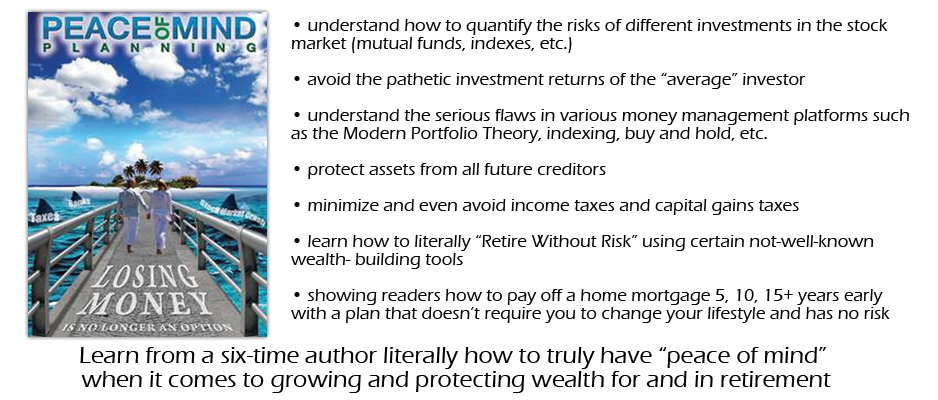 PEACE OF MIND
PLANNING
Taxes
Banks
Stock Market Crash
LOSING
MONEY
IS NO LONGER AN OPTION
• understand how to quantify the risks of different investments in the stock
market (mutual funds, indexes, etc.)
• avoid the pathetic investment returns of the “average” investor
• understand the serious flaws in various money management platforms such
as the Modern Portfolio Theory, indexing, buy and hold, etc.
• protect assets from all future creditors
• minimize and even avoid income taxes and capital gains taxes
• learn how to literally “Retire Without Risk” using certain not-well-known
wealth- building tools
• showing readers how to pay off a home mortgage 5, 10, 15+ years early
with a plan that doesn’t require you to change your lifestyle and has no risk
Learn from a six-time author literally how to truly have “peace of mind”
when it comes to growing and protecting wealth for and in retirement